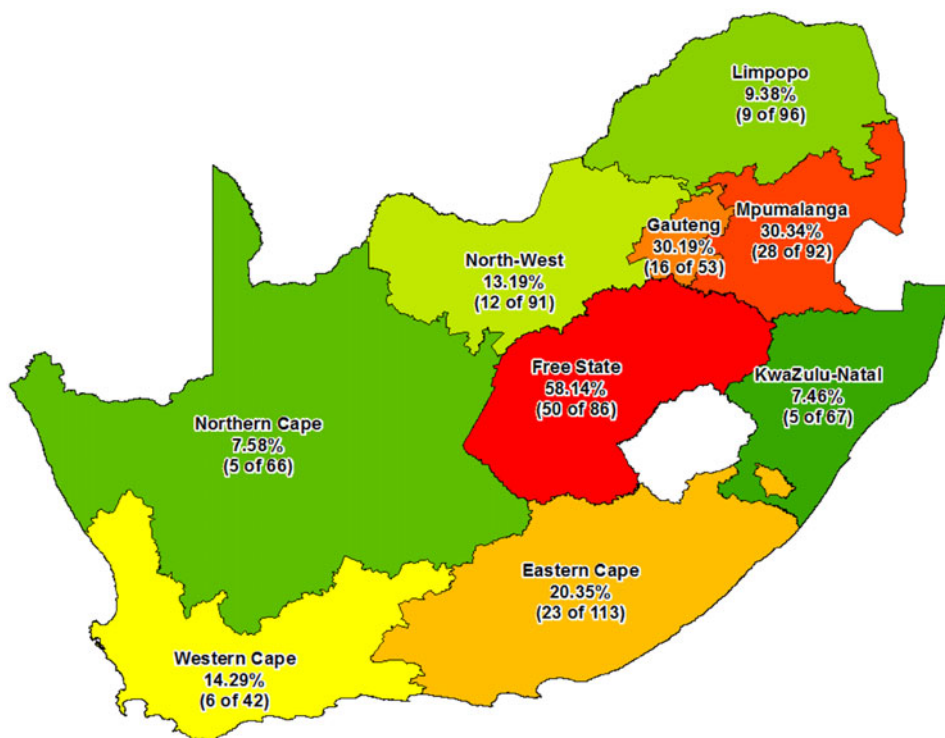 Limpopo
9.38%
(9 of 96)
Mpumalanga
30.34%
(28 of 92)
Gauteng
30.19%
(16 of 53)
North-West
13.19%
(12 of 91)
Free State
58.14%
(50 of 86)
KwaZulu-Natal
7.46%
(5 of 67)
Northern Cape
7.58%
(5 of 66)
Eastern Cape
20.35%
(23 of 113)
Western Cape
14.29%
(6 of 42)